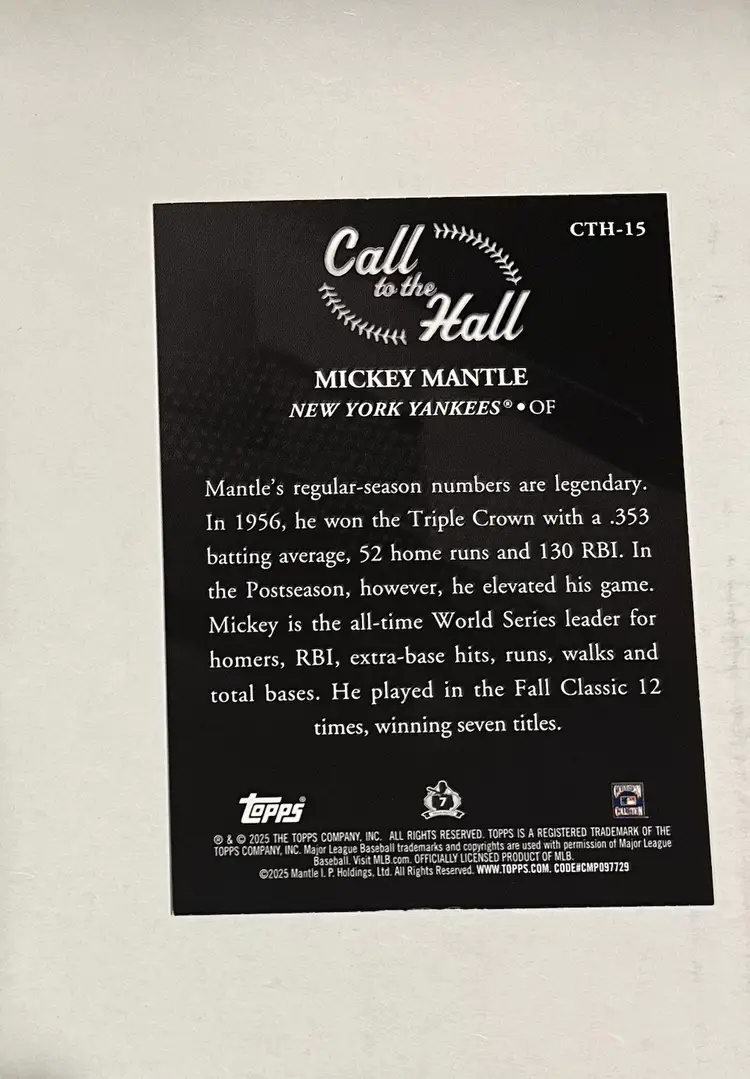 CTH-15
Call
to the
Hall
MICKEY MANTLE
NEW YORK YANKEES® • OF
Mantle's regular-season numbers are legendary.
In 1956, he won the Triple Crown with a .353
batting average, 52 home runs and 130 RBI. In
the Postseason, however, he elevated his game.
Mickey is the all-time World Series leader for
homers, RBI, extra-base hits, runs, walks and
total bases. He played in the Fall Classic 12
times, winning seven titles.
topps®
7
® & © 2025 THE TOPPS COMPANY, INC. ALL RIGHTS RESERVED. TOPPS IS A REGISTERED TRADEMARK OF THE
TOPPS COMPANY, INC. Major League Baseball trademarks and copyrights are used with permission of Major League
Baseball. Visit MLB.com. OFFICIALLY LICENSED PRODUCT OF MLB.
©2025 Mantle I. P. Holdings, Ltd. All Rights Reserved. WWW.TOPPS.COM. CODE#CMP097729